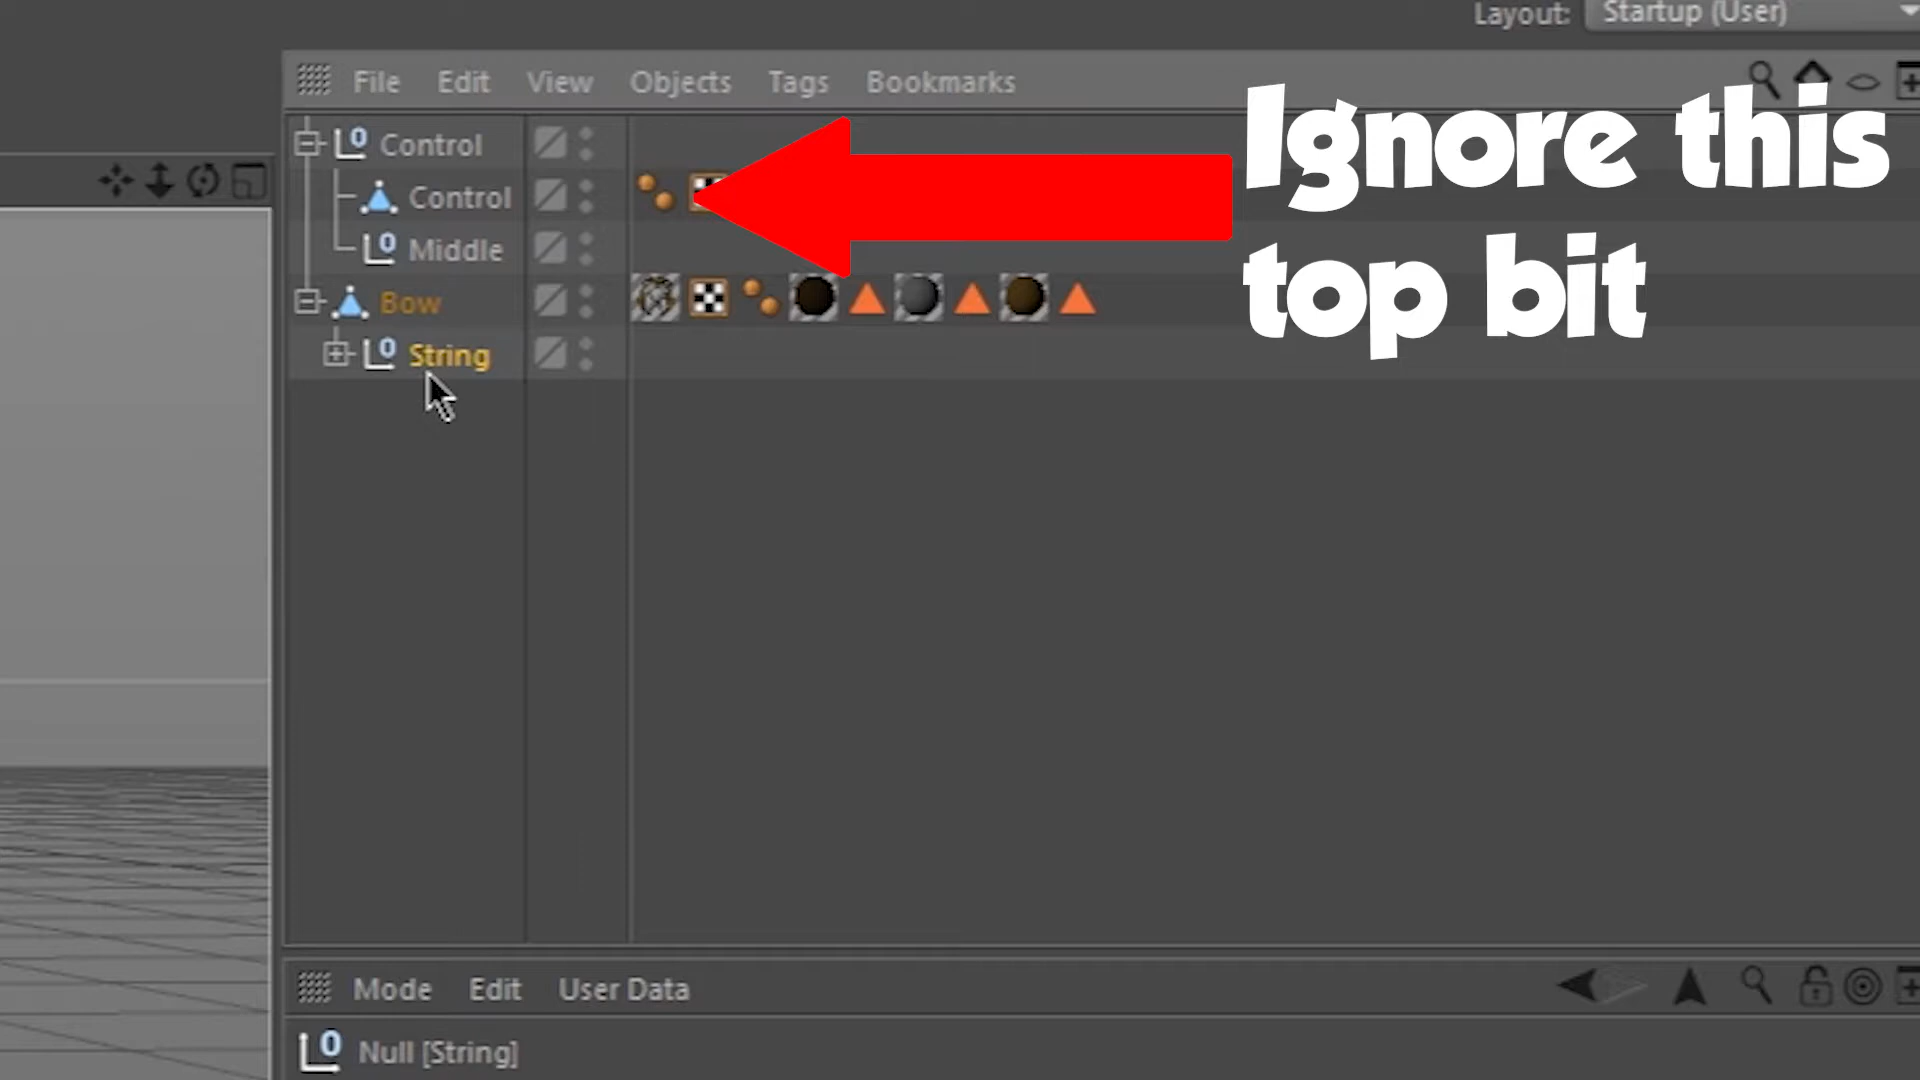 Layout: Startup (User)
File Edit View Objects Tags Bookmarks
Ignore this
top bit
Control
Control
Middle
Bow
String
Mode Edit User Data
Null [String]